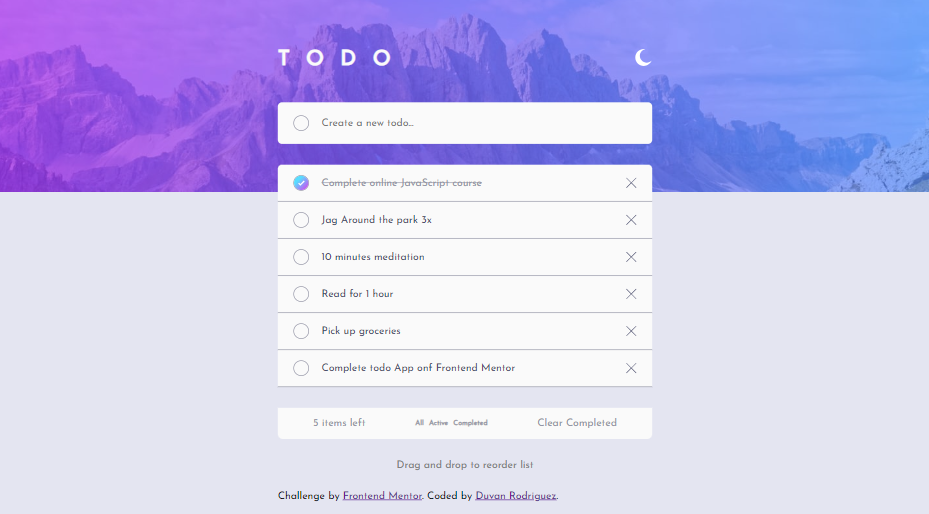 TODO
Create a new todo...
Complete online JavaScript course
Jag Around the park 3x
10 minutes meditation
Read for 1 hour
Pick up groceries
Complete todo App onf Frontend Mentor
5 items left All Active Completed Clear Completed
Drag and drop to reorder list
Challenge by Frontend Mentor. Coded by Duvan Rodriguez.